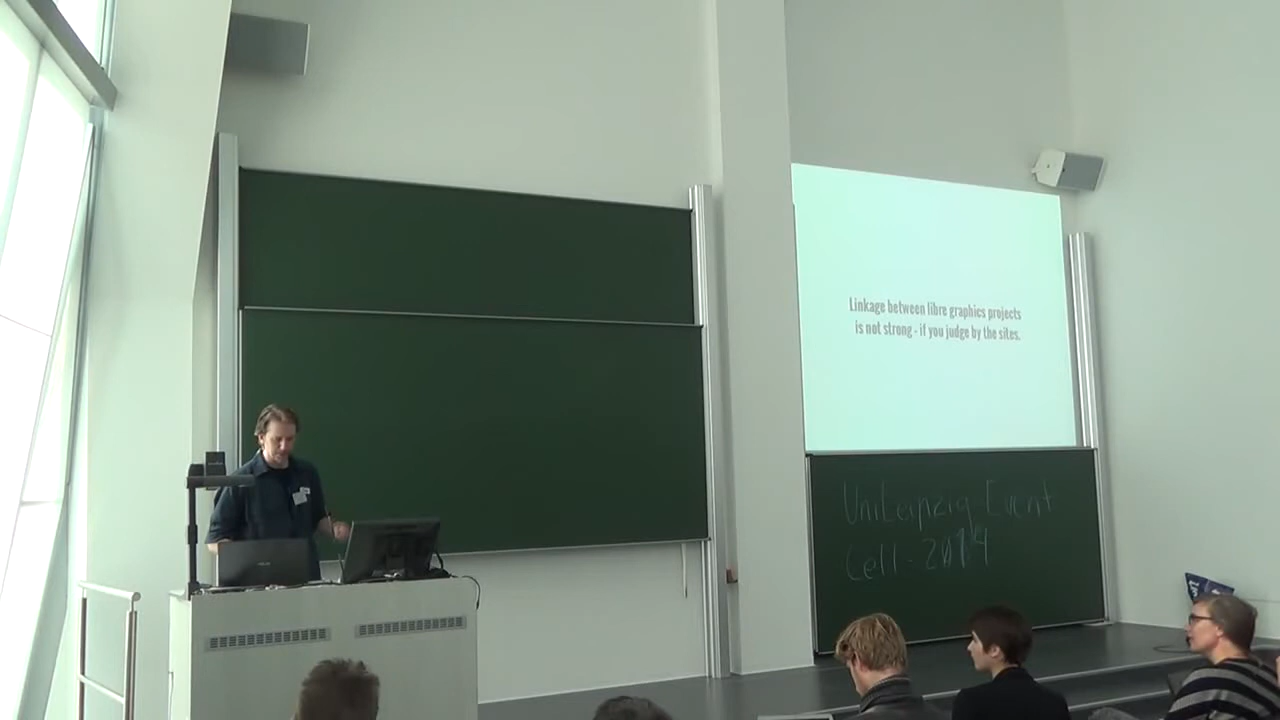 Linkage between libre graphics projects
is not strong - if you judge by the sites.
UniLeipzig-Event
Cell - 2014